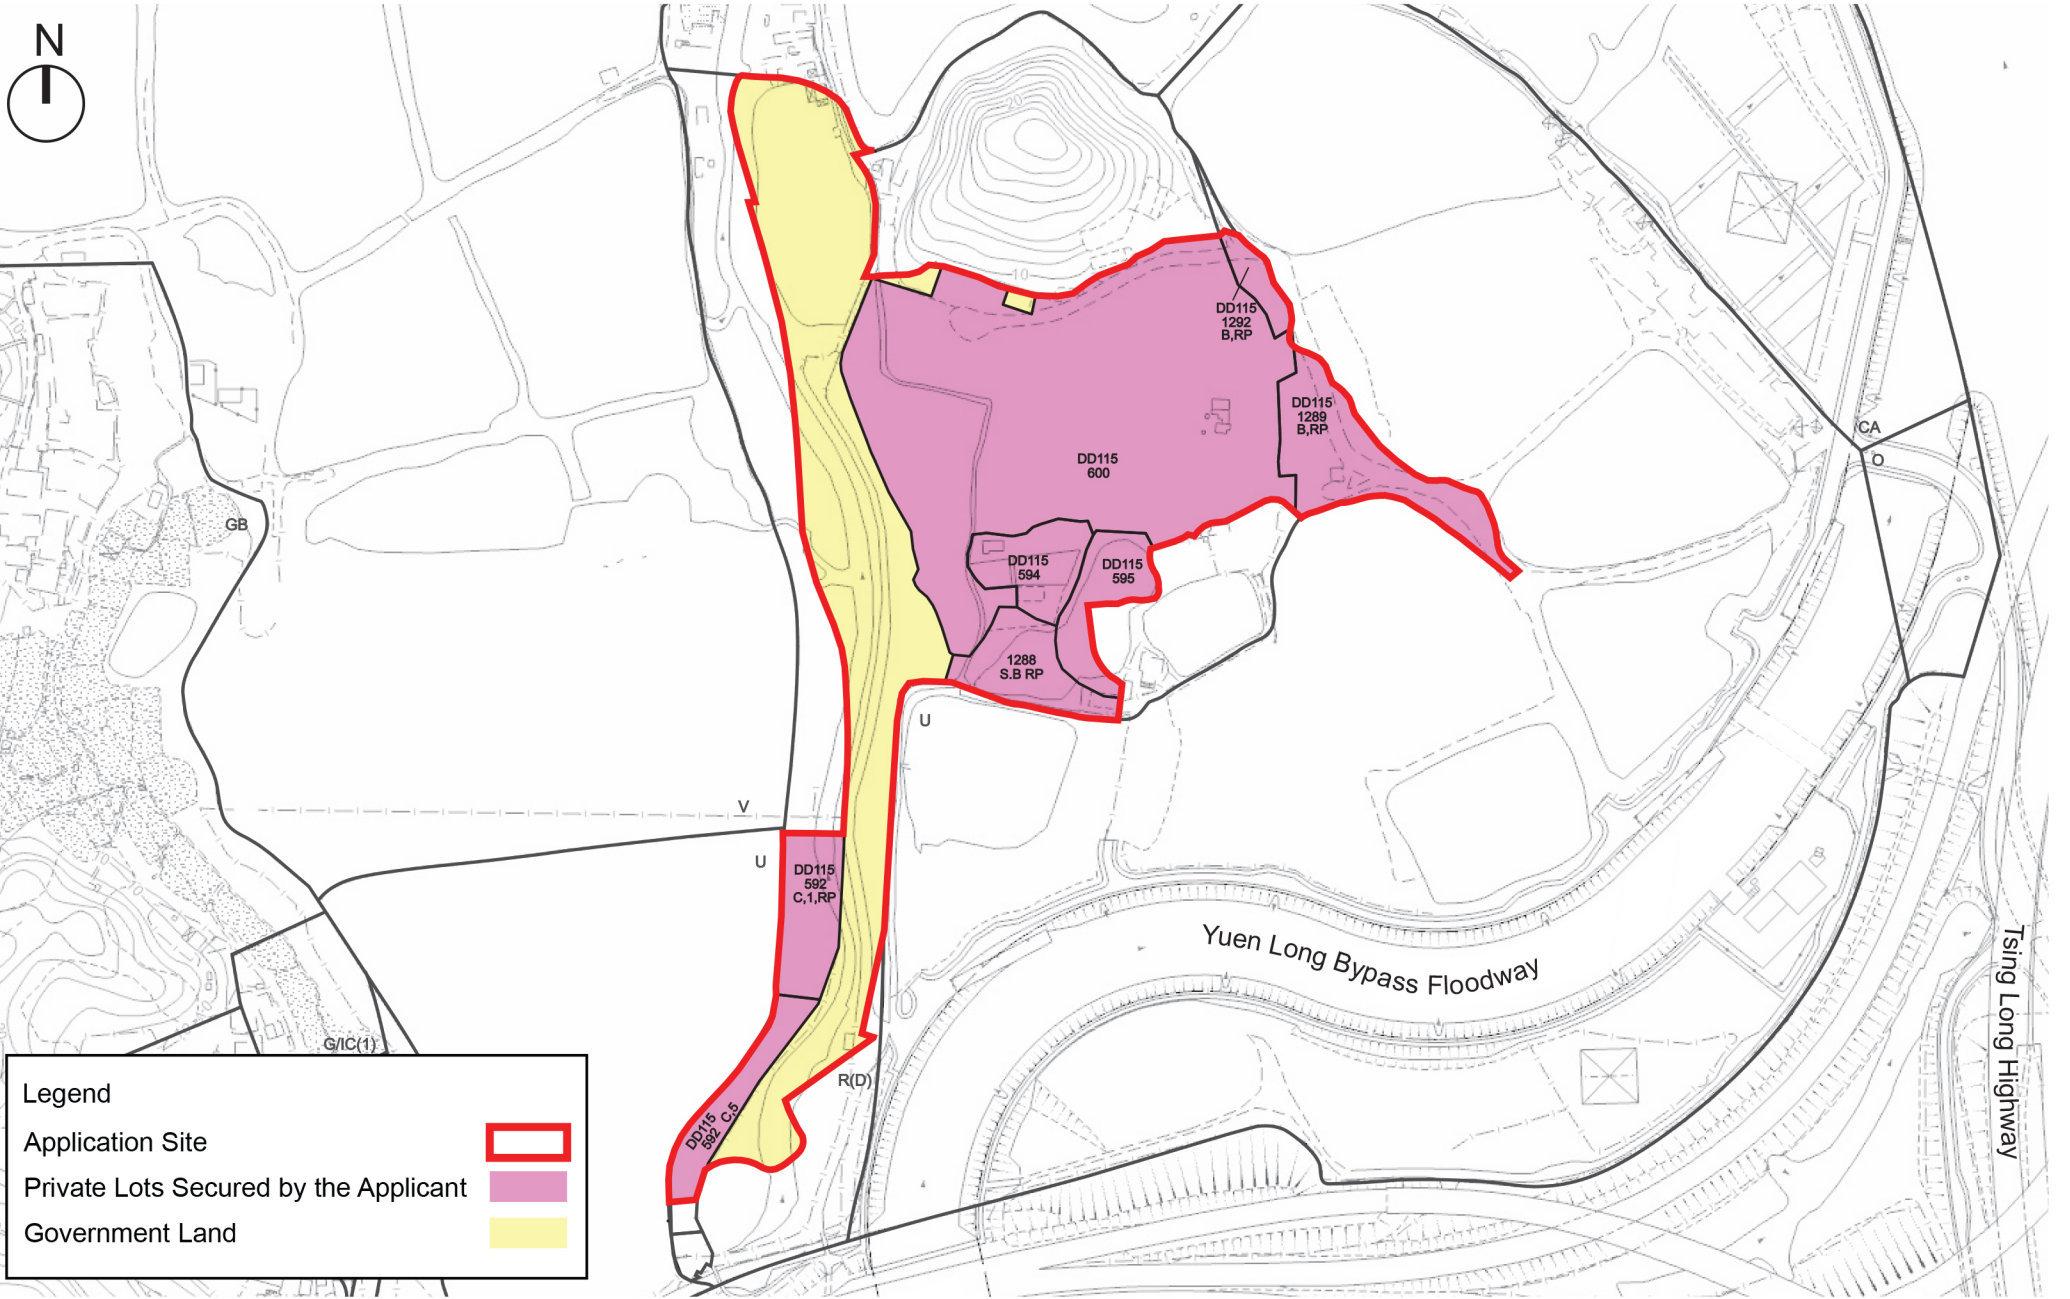 N
20
10
DD115
1292
B,RP
DD115
1289
B,RP
CA
O
DD115
600
GB
DD115
594
DD115
595
1288
S.B RP
U
V
U
DD115
592
C,1,RP
Yuen Long Bypass Floodway
Tsing Long Highway
G/IC(1)
R(D)
DD115
592 C,5
Legend
Application Site
Private Lots Secured by the Applicant
Government Land